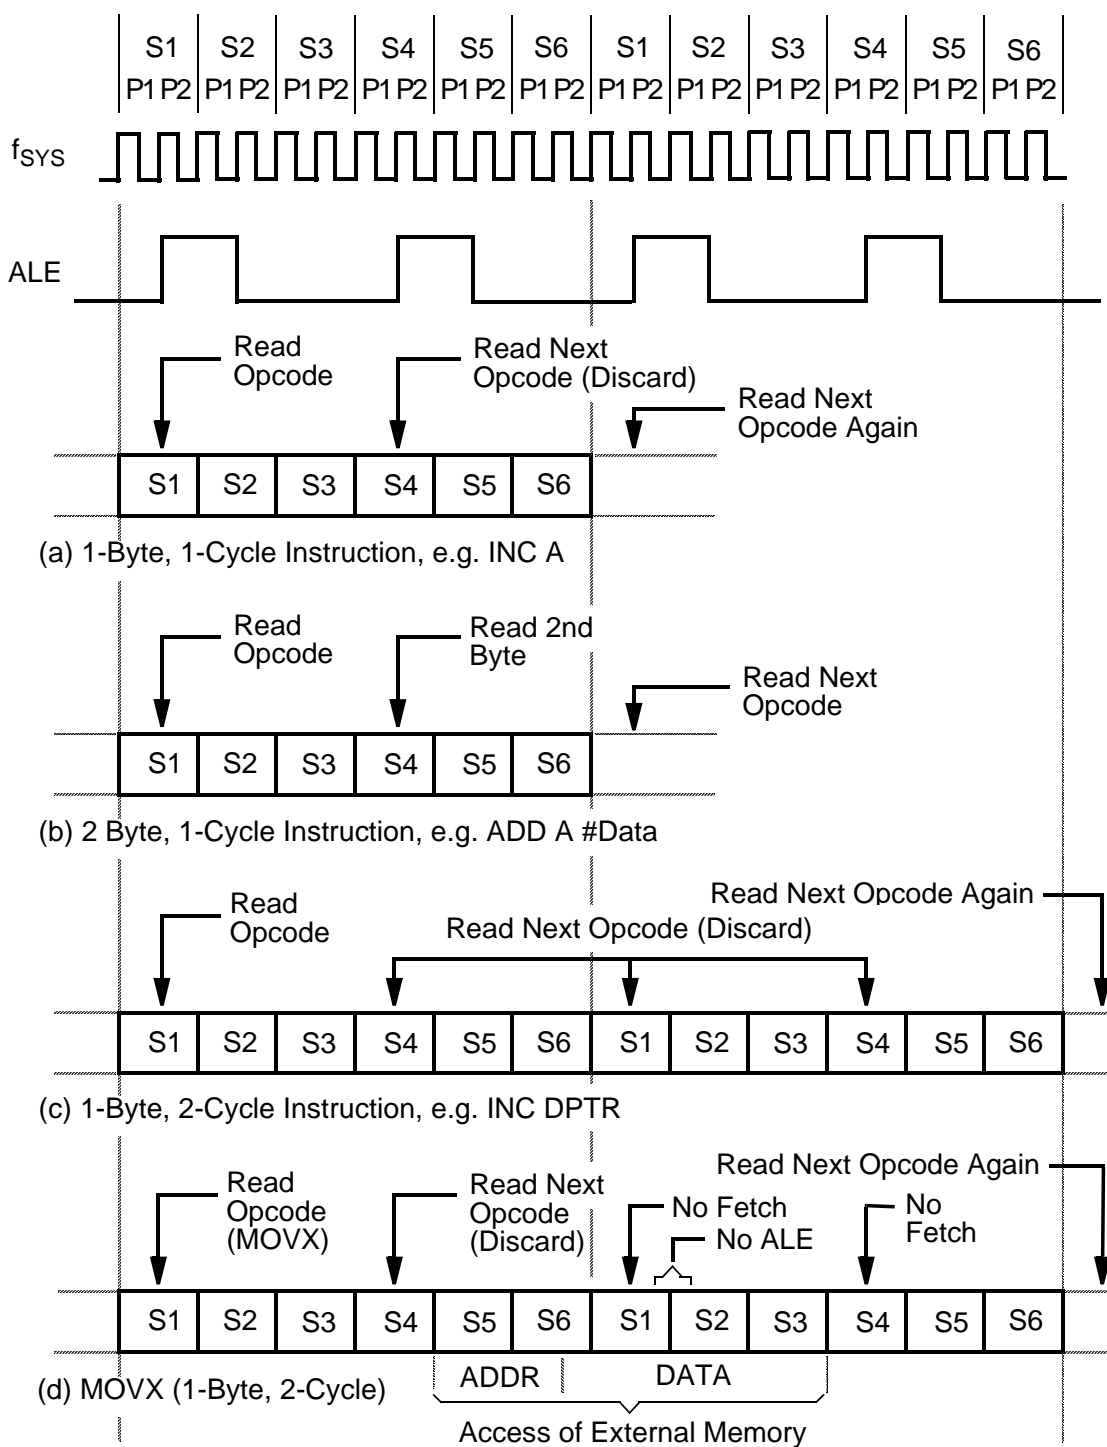 S1 S2 S3 S4 S5 S6 S1 S2 S3 S4 S5 S6
P1 P2 P1 P2 P1 P2 P1 P2 P1 P2 P1 P2 P1 P2 P1 P2 P1 P2 P1 P2 P1 P2 P1 P2
fSYS
ALE
Read
Opcode
Read Next
Opcode (Discard)
Read Next
Opcode Again
S1 S2 S3 S4 S5 S6
(a) 1-Byte, 1-Cycle Instruction, e.g. INC A
Read
Opcode
Read 2nd
Byte
Read Next
Opcode
S1 S2 S3 S4 S5 S6
(b) 2 Byte, 1-Cycle Instruction, e.g. ADD A #Data
Read
Opcode
Read Next Opcode (Discard)
Read Next Opcode Again
S1 S2 S3 S4 S5 S6 S1 S2 S3 S4 S5 S6
(c) 1-Byte, 2-Cycle Instruction, e.g. INC DPTR
Read
Opcode
(MOVX)
Read Next
Opcode
(Discard)
No Fetch
No ALE
Read Next Opcode Again
No
Fetch
S1 S2 S3 S4 S5 S6 S1 S2 S3 S4 S5 S6
ADDR DATA
(d) MOVX (1-Byte, 2-Cycle)
Access of External Memory